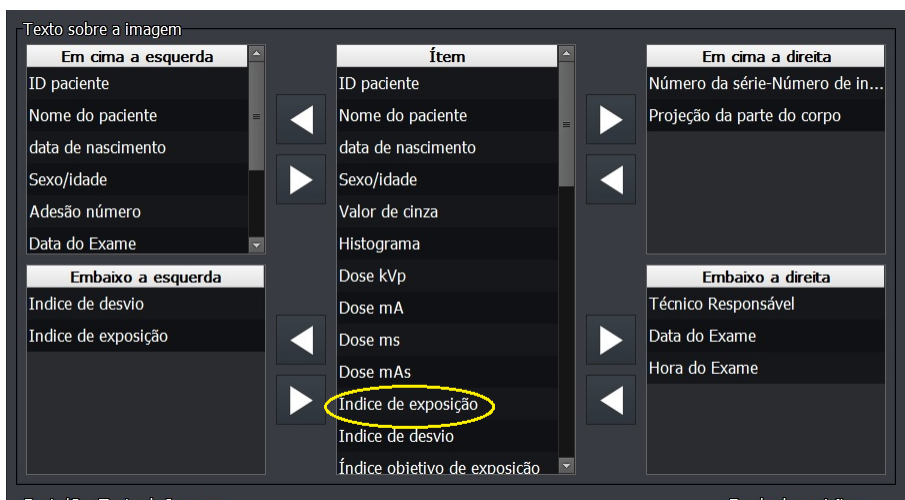 Texto sobre a imagem
Em cima a esquerda
ID paciente
Nome do paciente
data de nascimento
Sexo/idade
Adesão número
Data do Exame
Embaixo a esquerda
Indice de desvio
Indice de exposição
Ítem
ID paciente
Nome do paciente
data de nascimento
Sexo/idade
Valor de cinza
Histograma
Dose kVp
Dose mA
Dose ms
Dose mAs
Indice de exposição
Indice de desvio
Índice objetivo de exposição
Em cima a direita
Número da série-Número de in...
Projeção da parte do corpo
Embaixo a direita
Técnico Responsável
Data do Exame
Hora do Exame